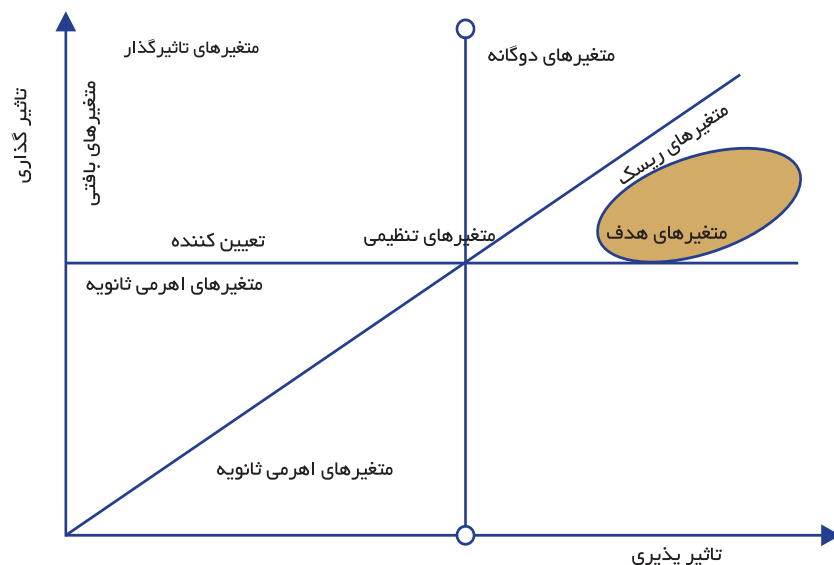 متغیرهای تاثیرگذار
متغیرهای دوگانه
تاثیر گذاری
متغیرهای بافتی
متغیرهای ریسک
متغیرهای هدف
متغیرهای تنظیمی
تعیین کننده
متغیرهای اهرمی ثانویه
متغیرهای اهرمی ثانویه
تاثیر پذیری